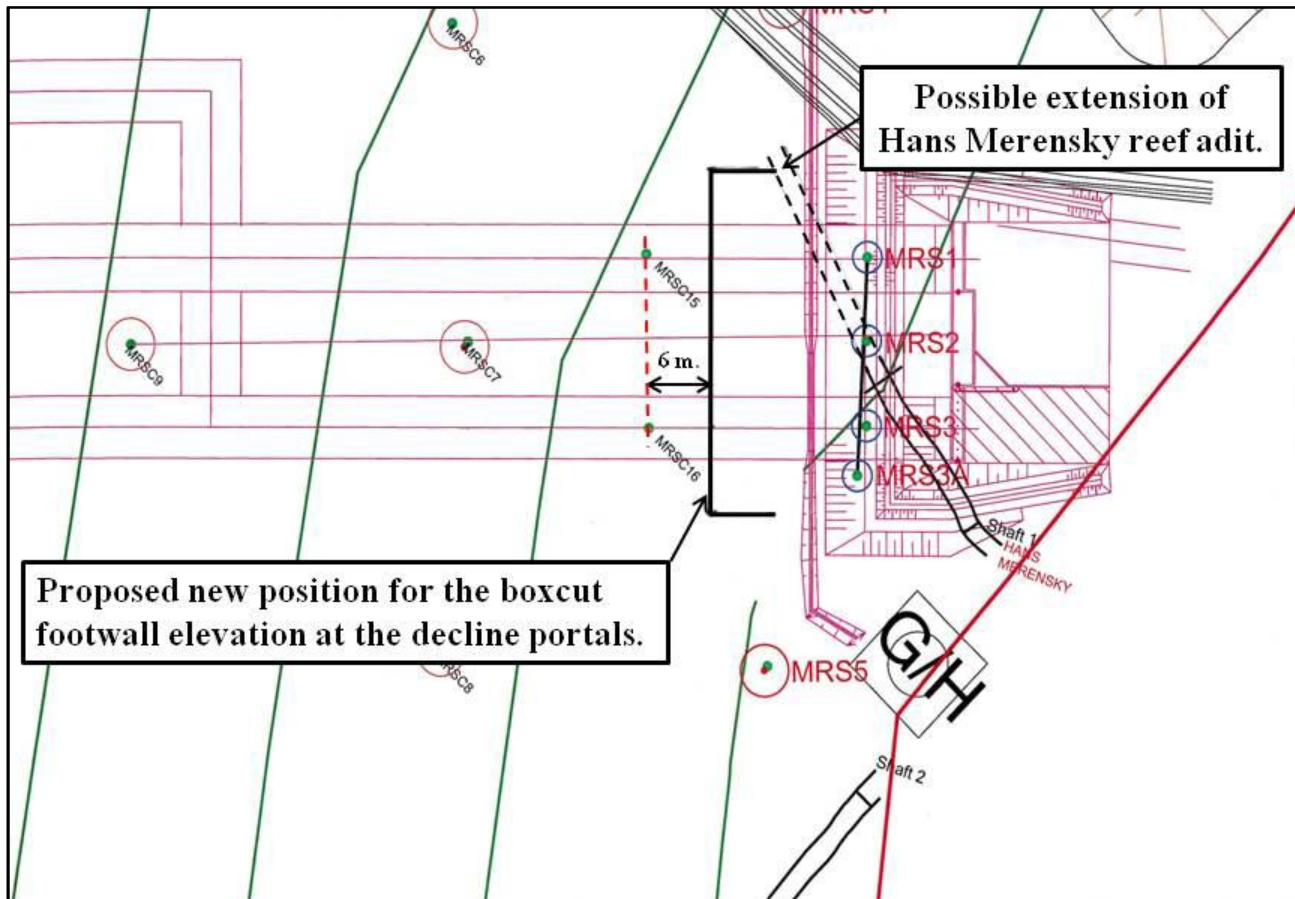 MRSC6
Possible extension of
Hans Merensky reef adit.
MRS1
MRSC15
MRS2
MRSC9
MRSC7
6 m.
MRS3
MRSC16
MRS3A
Shaft 1
HANS
MERENSKY
Proposed new position for the boxcut
footwall elevation at the decline portals.
G/H
MRS5
Shaft 2